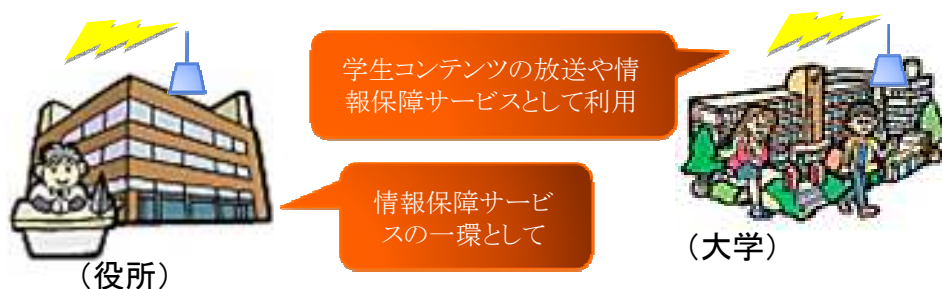 学生コンテンツの放送や情
報保障サービスとして利用
情報保障サービ
スの一環として
（大学）
（役所）